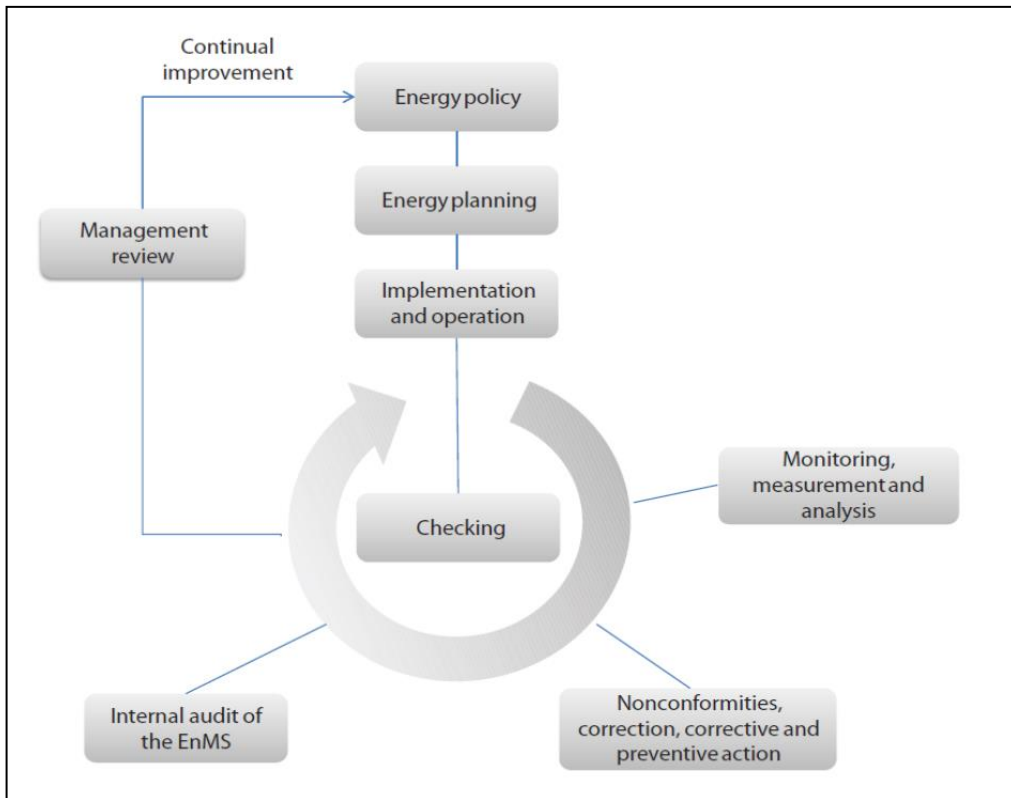 Continual
improvement
Energy policy
Energy planning
Management
review
Implementation
and operation
Monitoring,
measurement and
analysis
Checking
Internal audit of
the EnMS
Nonconformities,
correction, corrective and
preventive action